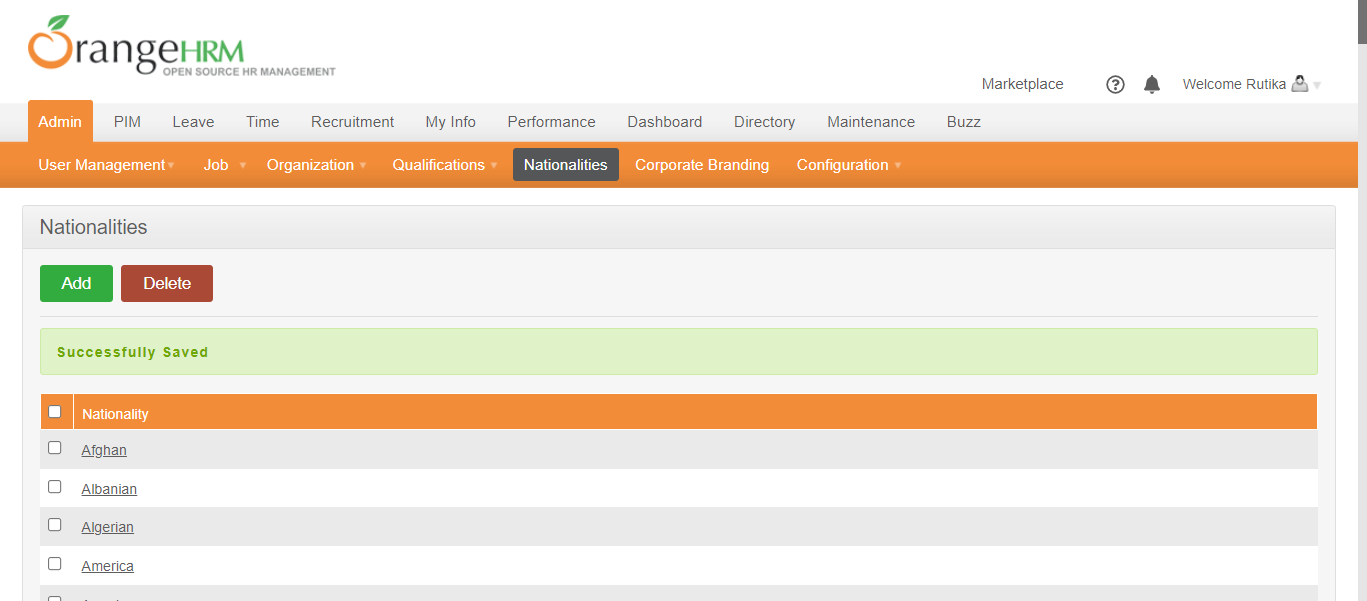 OrangeHRM
OPEN SOURCE HR MANAGEMENT
Marketplace ? Welcome Rutika
Admin PIM Leave Time Recruitment My Info Performance Dashboard Directory Maintenance Buzz
User Management Job Organization Qualifications Nationalities Corporate Branding Configuration
Nationalities
Add Delete
Successfully Saved
Nationality
Afghan
Albanian
Algerian
America